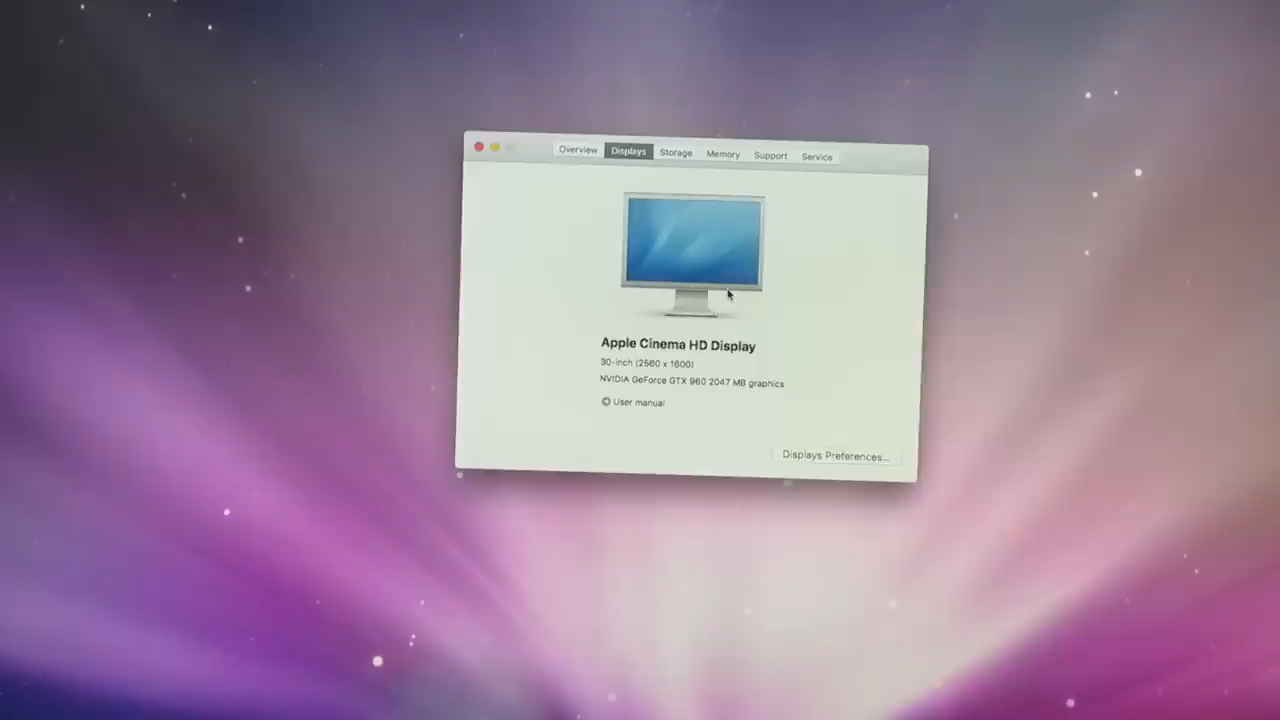 Overview Displays Storage Memory Support Service
Apple Cinema HD Display
30-inch (2560 x 1600)
NVIDIA GeForce GTX 960 2047 MB graphics
User manual
Displays Preferences...